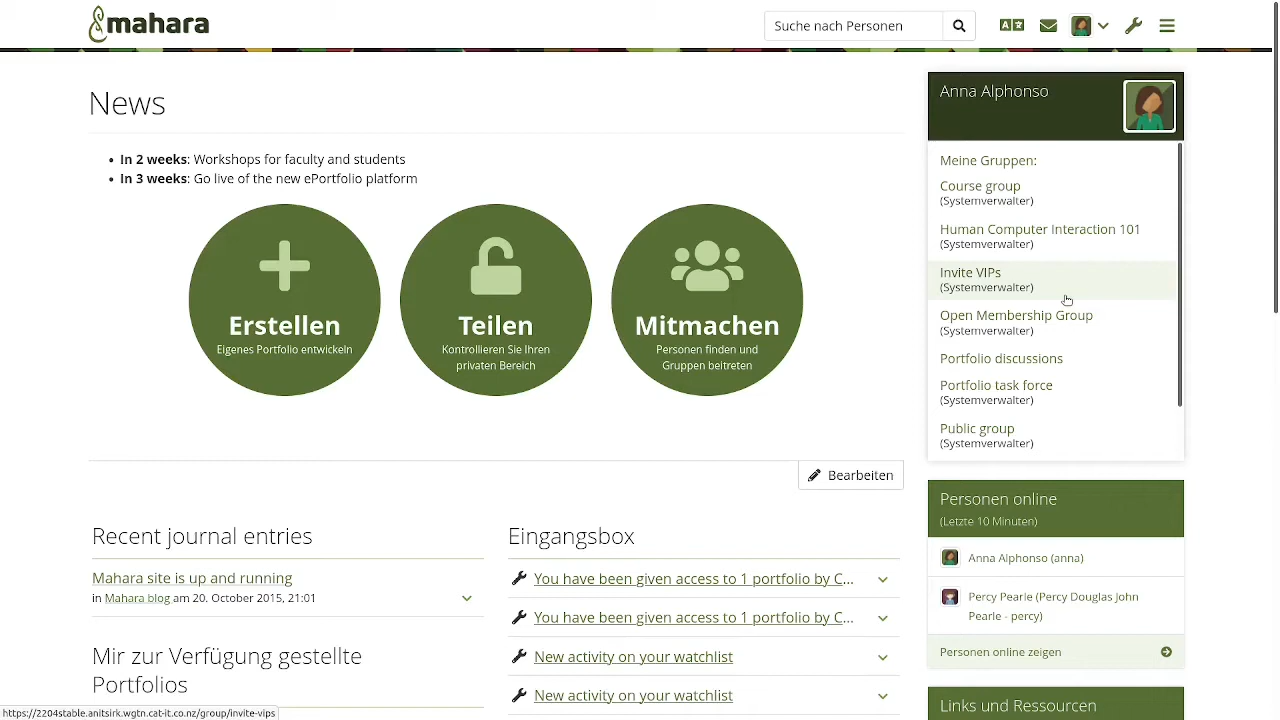 mahara
Suche nach Personen
News
In 2 weeks: Workshops for faculty and students
In 3 weeks: Go live of the new ePortfolio platform
Erstellen
Eigenes Portfolio entwickeln
Teilen
Kontrollieren Sie Ihren
privaten Bereich
Mitmachen
Personen finden und
Gruppen beitreten
Bearbeiten
Recent journal entries
Mahara site is up and running
in Mahara blog am 20. October 2015, 21:01
Mir zur Verfügung gestellte
Portfolios
Eingangsbox
You have been given access to 1 portfolio by C...
You have been given access to 1 portfolio by C...
New activity on your watchlist
New activity on your watchlist
Anna Alphonso
Meine Gruppen:
Course group
(Systemverwalter)
Human Computer Interaction 101
(Systemverwalter)
Invite VIPs
(Systemverwalter)
Open Membership Group
(Systemverwalter)
Portfolio discussions
Portfolio task force
(Systemverwalter)
Public group
(Systemverwalter)
Personen online
(Letzte 10 Minuten)
Anna Alphonso (anna)
Percy Pearle (Percy Douglas John
Pearle - percy)
Personen online zeigen
Links und Ressourcen
https://2204stable.anitsirk.wgtn.cat-it.co.nz/group/invite-vips